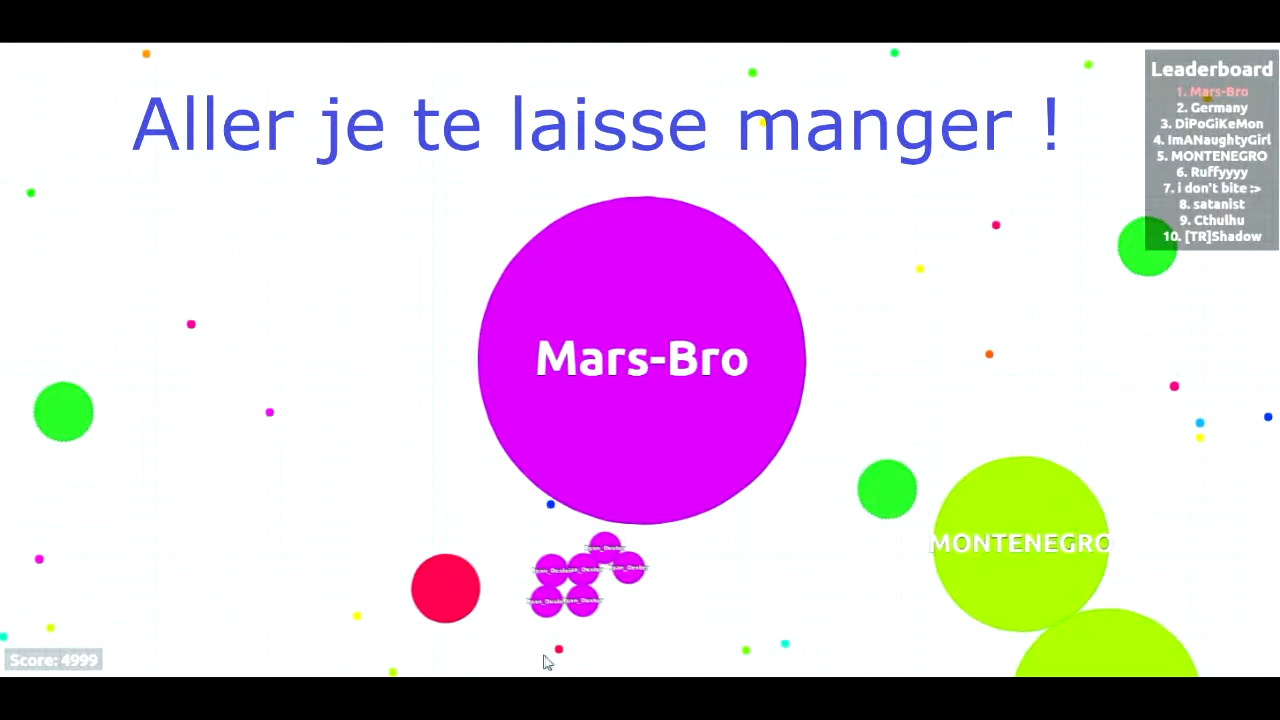 Aller je te laisse manger !
Leaderboard
1. Mars-Bro
2. Germany
3. DiPoGiKeMon
4. ImANaughtyGirl
5. MONTENEGRO
6. Ruffyyyy
7. i don't bite :>
8. satanist
9. Cthulhu
10. [TR]Shadow
Mars-Bro
MONTENEGRO
Score: 4999